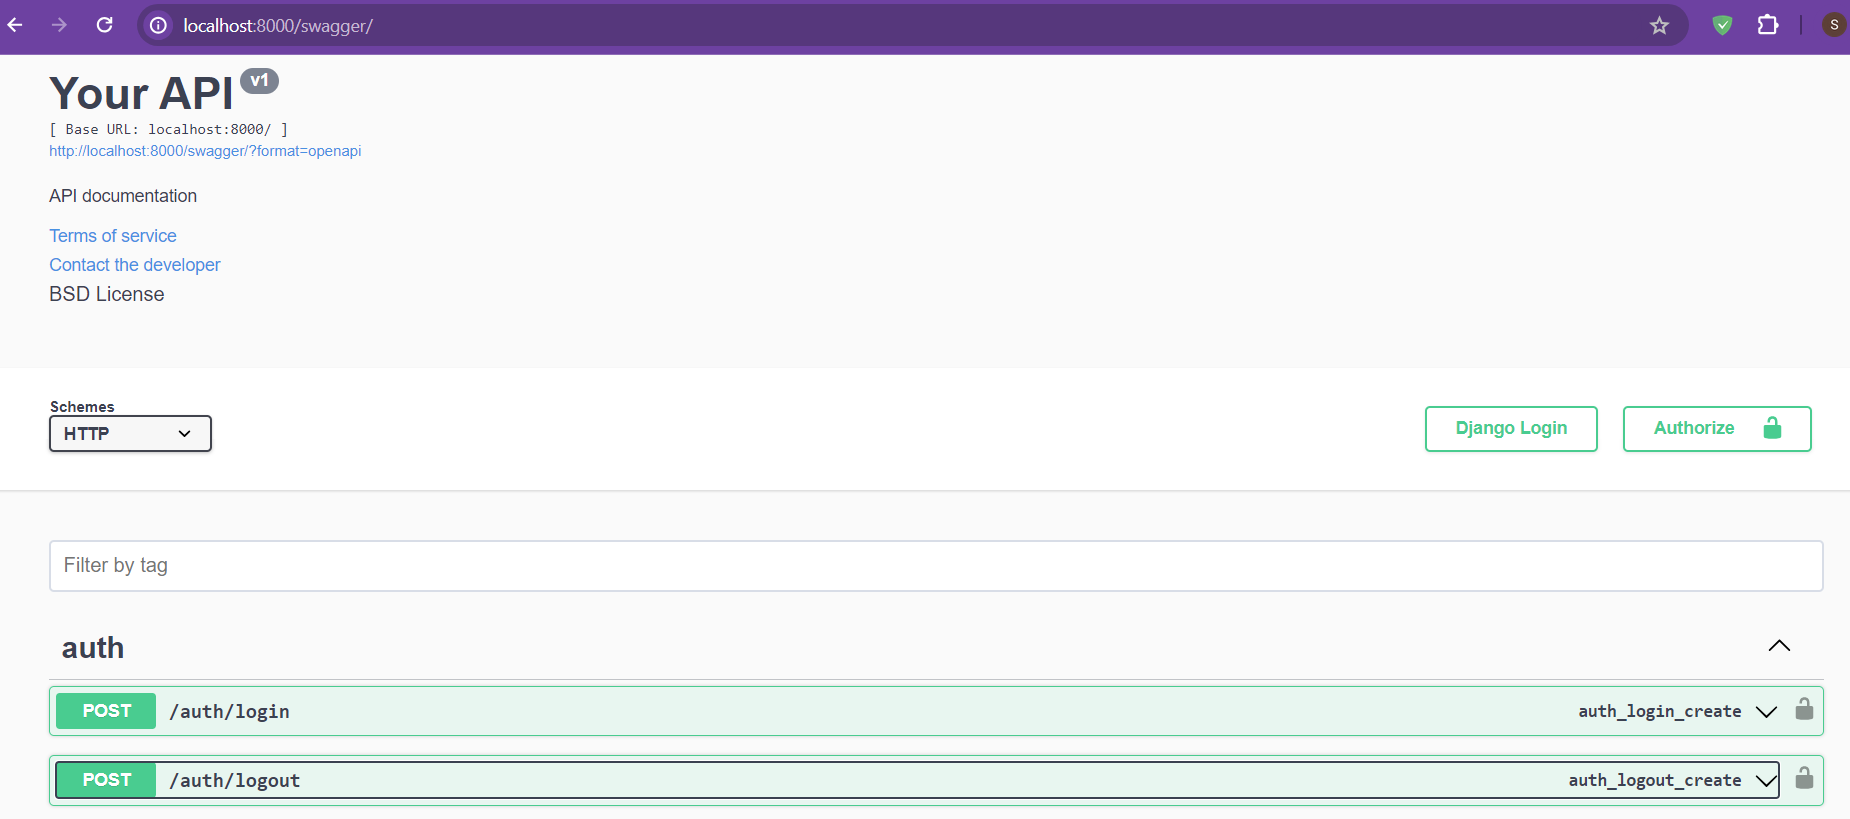 localhost:8000/swagger/
S
Your API v1
[ Base URL: localhost:8000/ ]
http://localhost:8000/swagger/?format=openapi
API documentation
Terms of service
Contact the developer
BSD License
Schemes
HTTP
Django Login
Authorize
Filter by tag
auth
POST /auth/login auth_login_create
POST /auth/logout auth_logout_create